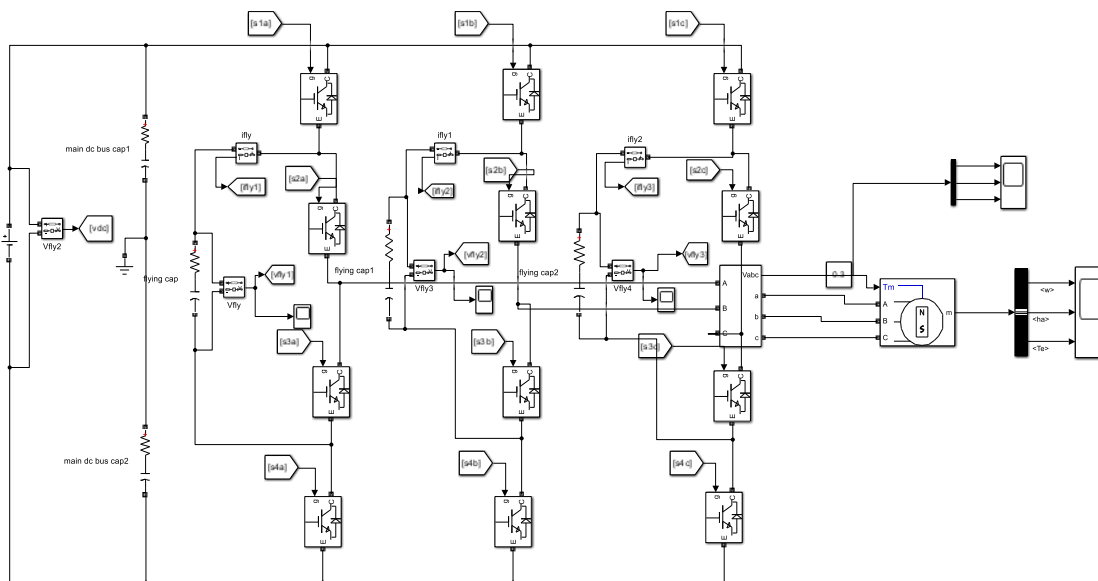 [s1a]
[s1b]
[s1c]
g
C
E
g
C
E
g
C
E
main dc bus cap1
ifly
[ifly1]
[s2a]
ifly1
[ifly2]
[s2b]
ifly2
[ifly3]
[s2c]
g
C
E
g
C
E
g
C
E
[vdc]
Vfly2
flying cap
[vfly1]
Vfly
flying cap1
[vfly2]
Vfly3
flying cap2
[vfly3]
Vfly4
A
B
C
Vabc
a
b
c
0.3
Tm
A
B
C
N
S
m
<w>
<ha>
<Te>
[s3a]
[s3b]
[s3c]
g
C
E
g
C
E
g
C
E
main dc bus cap2
[s4a]
[s4b]
[s4c]
g
C
E
g
C
E
g
C
E